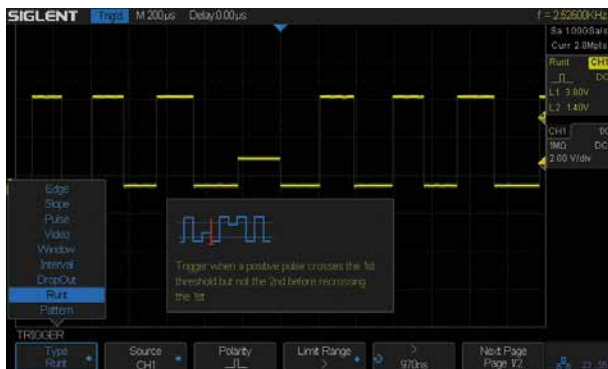 SIGLENT Trig'd M 200μs Delay:0.00μs f = 2.52600KHz
Sa 1.00GSa/s
Curr 2.8Mpts
Runt CH1
DC
L1 3.80V
L2 1.40V
CH1
1MΩ DC
2.00 V/div
Edge
Slope
Pulse
Video
Window
Interval
DropOut
Runt
Pattern
Trigger when a positive pulse crosses the 1st
threshold but not the 2nd before recrossing
the 1st.
TRIGGER
Type Source Polarity Limit Range > Next Page
Runt CH1 > 970ns Page 1/2